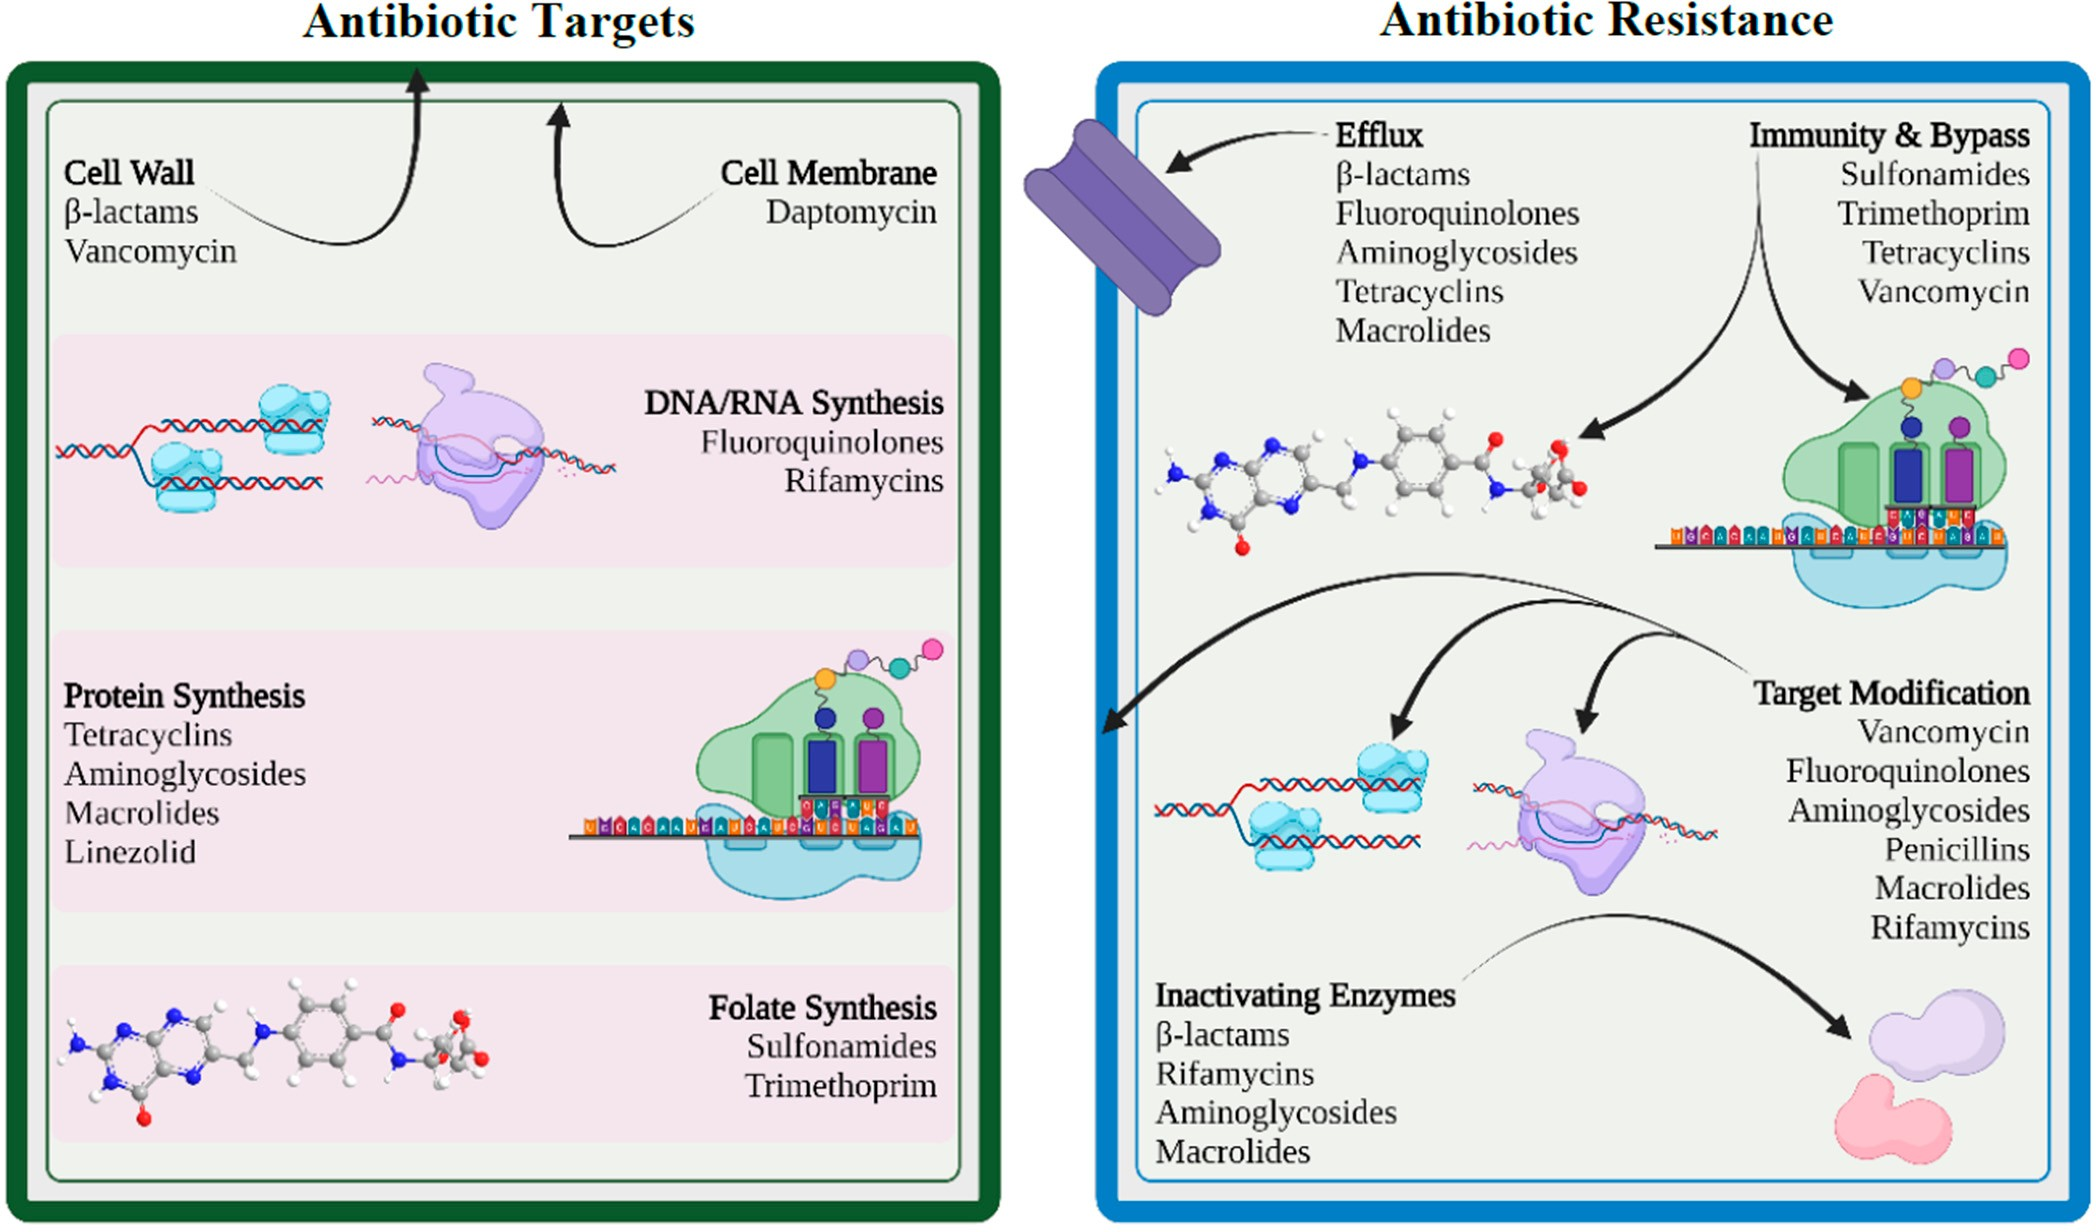 Antibiotic Targets
Cell Wall
β-lactams
Vancomycin
Cell Membrane
Daptomycin
DNA/RNA Synthesis
Fluoroquinolones
Rifamycins
Protein Synthesis
Tetracyclins
Aminoglycosides
Macrolides
Linezolid
Folate Synthesis
Sulfonamides
Trimethoprim
Antibiotic Resistance
Efflux
β-lactams
Fluoroquinolones
Aminoglycosides
Tetracyclins
Macrolides
Immunity & Bypass
Sulfonamides
Trimethoprim
Tetracyclins
Vancomycin
Target Modification
Vancomycin
Fluoroquinolones
Aminoglycosides
Penicillins
Macrolides
Rifamycins
Inactivating Enzymes
β-lactams
Rifamycins
Aminoglycosides
Macrolides